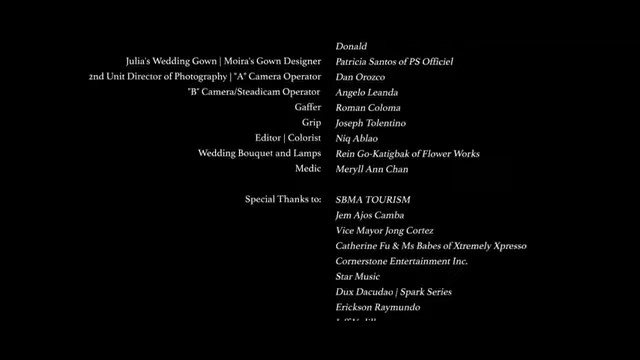 Donald
Julia's Wedding Gown | Moira's Gown Designer Patricia Santos of PS Officiel
2nd Unit Director of Photography | "A" Camera Operator Dan Orozco
"B" Camera/Steadicam Operator Angelo Leanda
Gaffer Roman Coloma
Grip Joseph Tolentino
Editor | Colorist Niq Ablao
Wedding Bouquet and Lamps Rein Go-Katigbak of Flower Works
Medic Meryll Ann Chan
Special Thanks to: SBMA TOURISM
Jem Ajos Camba
Vice Mayor Jong Cortez
Catherine Fu & Ms Babes of Xtremely Xpresso
Cornerstone Entertainment Inc.
Star Music
Dux Dacudao | Spark Series
Erickson Raymundo